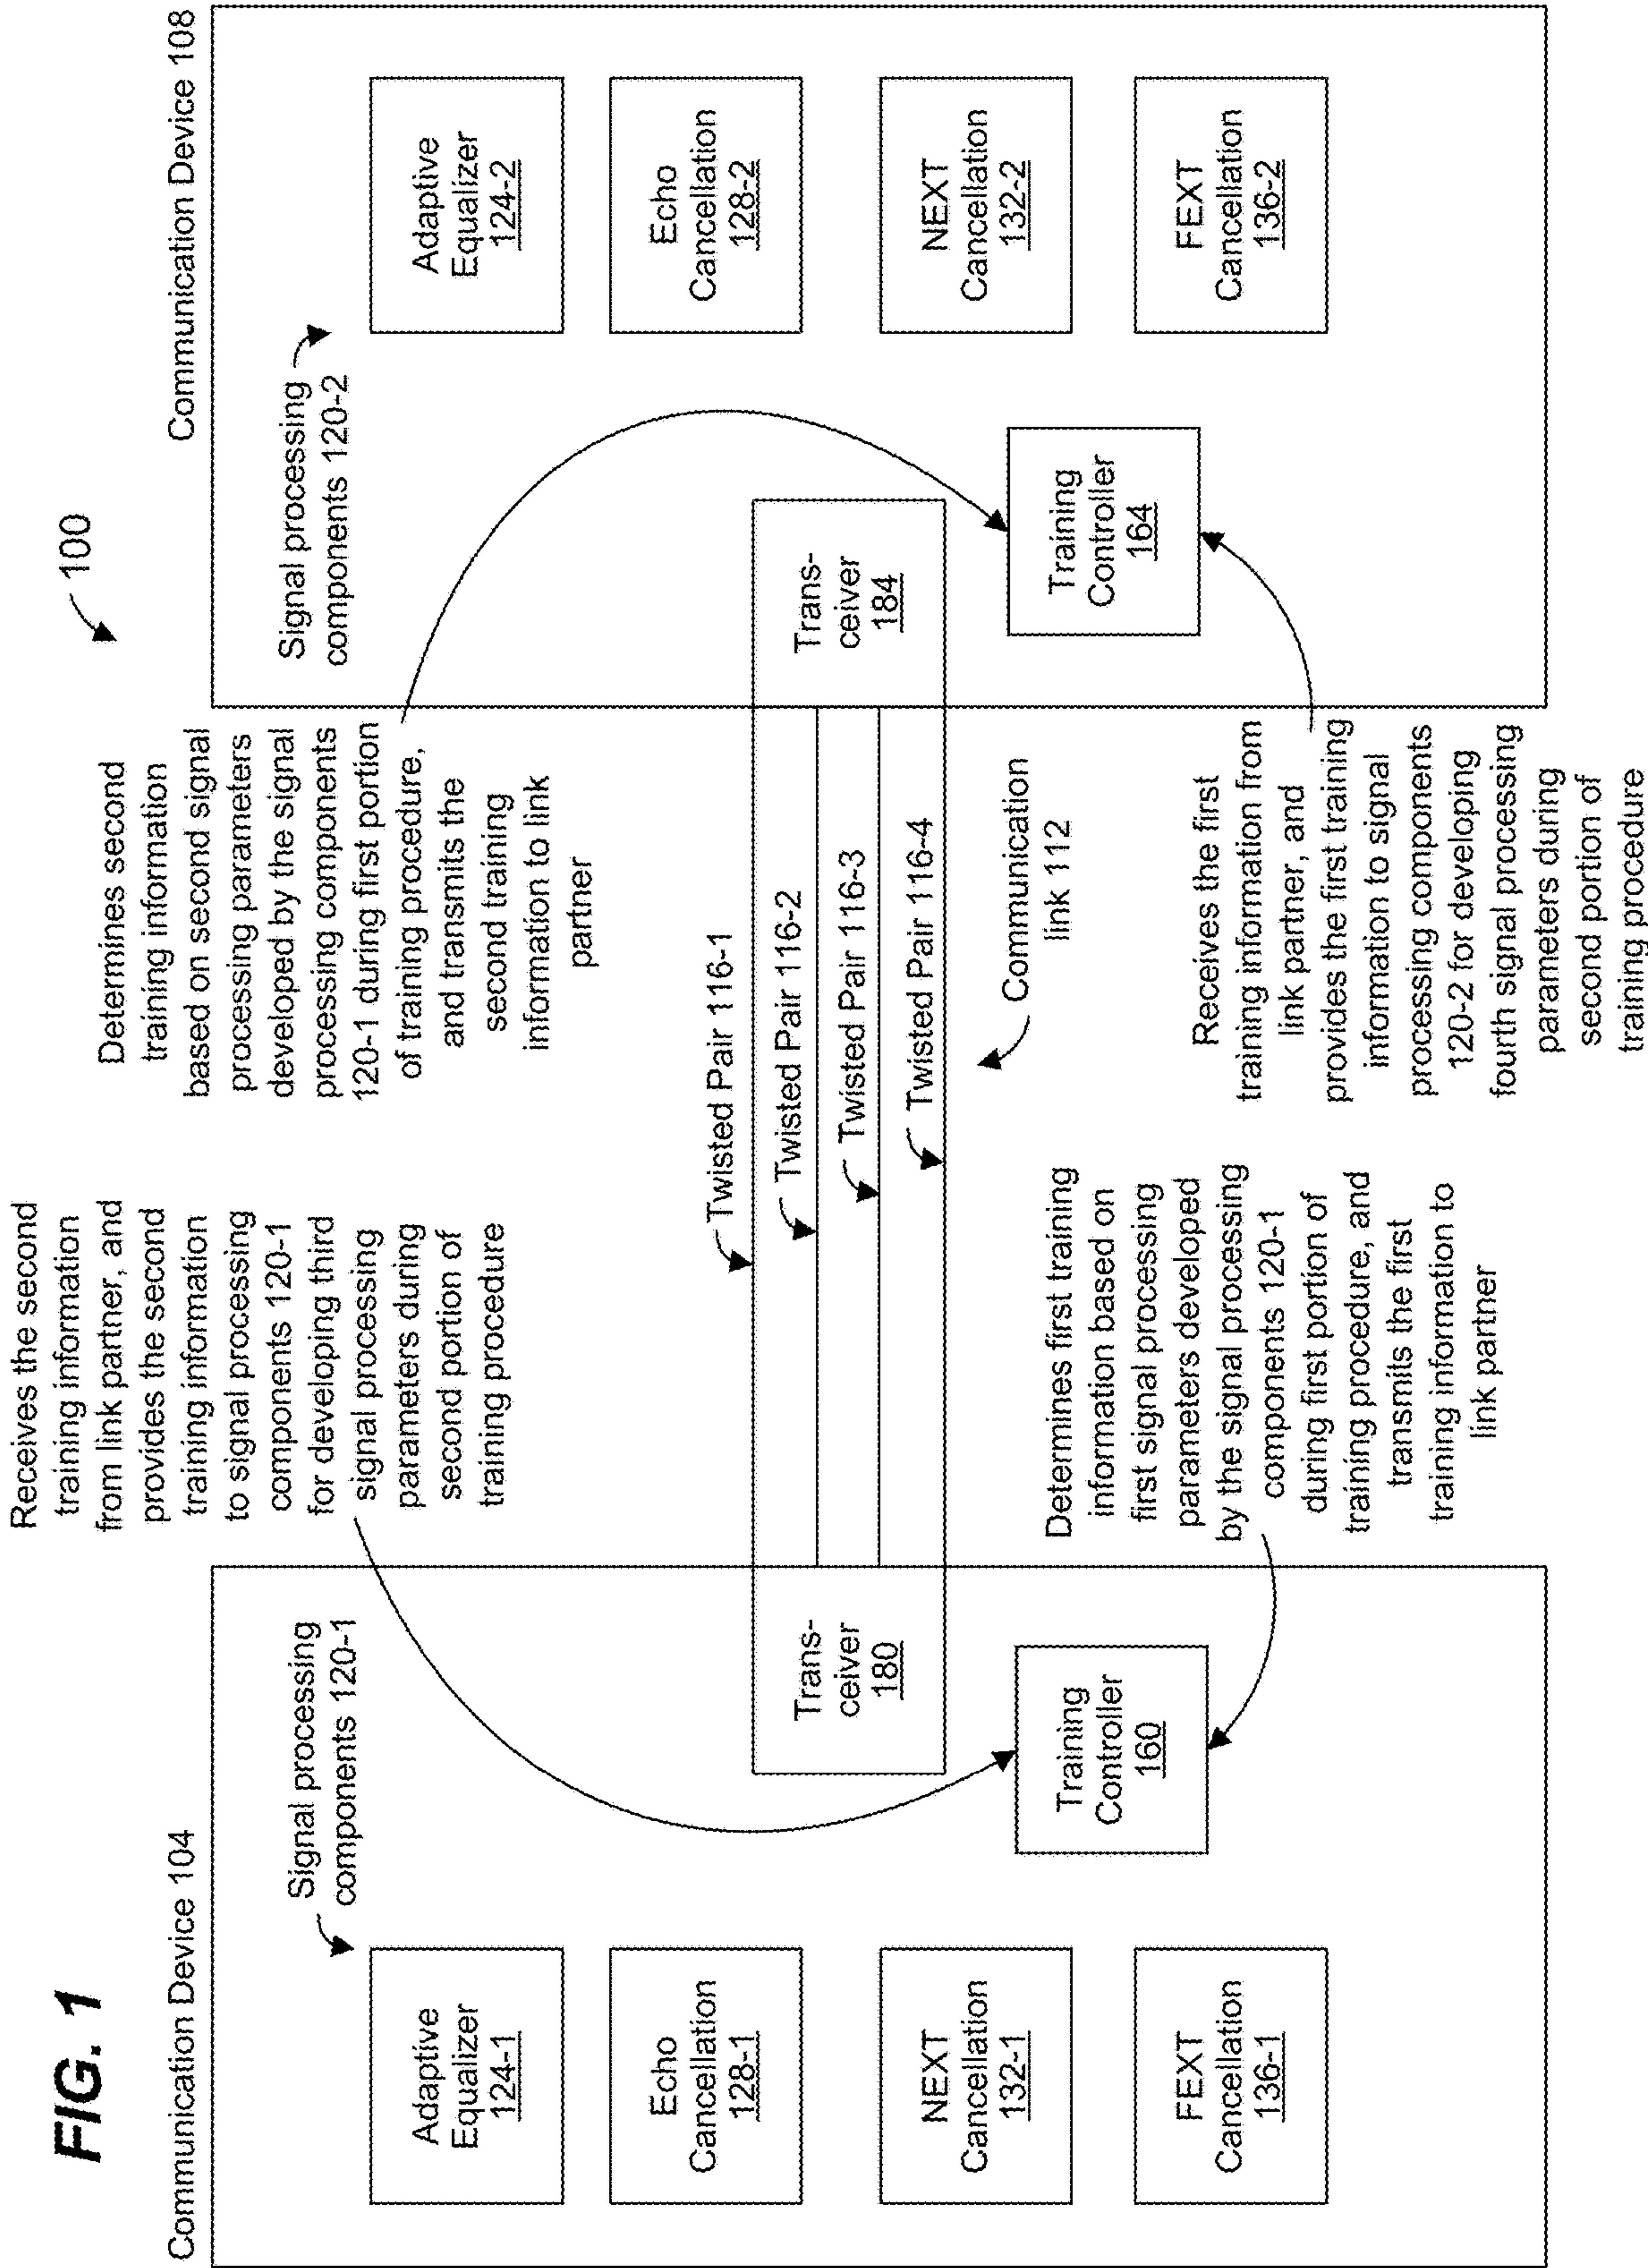 FIG. 1
100
Communication Device 104
Signal processing
components 120-1
Adaptive
Equalizer
124-1
Echo
Cancellation
128-1
NEXT
Cancellation
132-1
FEXT
Cancellation
136-1
Trans-
ceiver
180
Training
Controller
160
Receives the second
training information
from link partner, and
provides the second
training information
to signal processing
components 120-1
for developing third
signal processing
parameters during
second portion of
training procedure
Determines second
training information
based on second signal
processing parameters
developed by the signal
processing components
120-1 during first portion
of training procedure,
and transmits the
second training
information to link
partner
Twisted Pair 116-1
Twisted Pair 116-2
Twisted Pair 116-3
Twisted Pair 116-4
Communication
link 112
Determines first training
information based on
first signal processing
parameters developed
by the signal processing
components 120-1
during first portion of
training procedure, and
transmits the first
training information to
link partner
Receives the first
training information from
link partner, and
provides the first training
information to signal
processing components
120-2 for developing
fourth signal processing
parameters during
second portion of
training procedure
Communication Device 108
Signal processing
components 120-2
Trans-
ceiver
184
Training
Controller
164
Adaptive
Equalizer
124-2
Echo
Cancellation
128-2
NEXT
Cancellation
132-2
FEXT
Cancellation
136-2